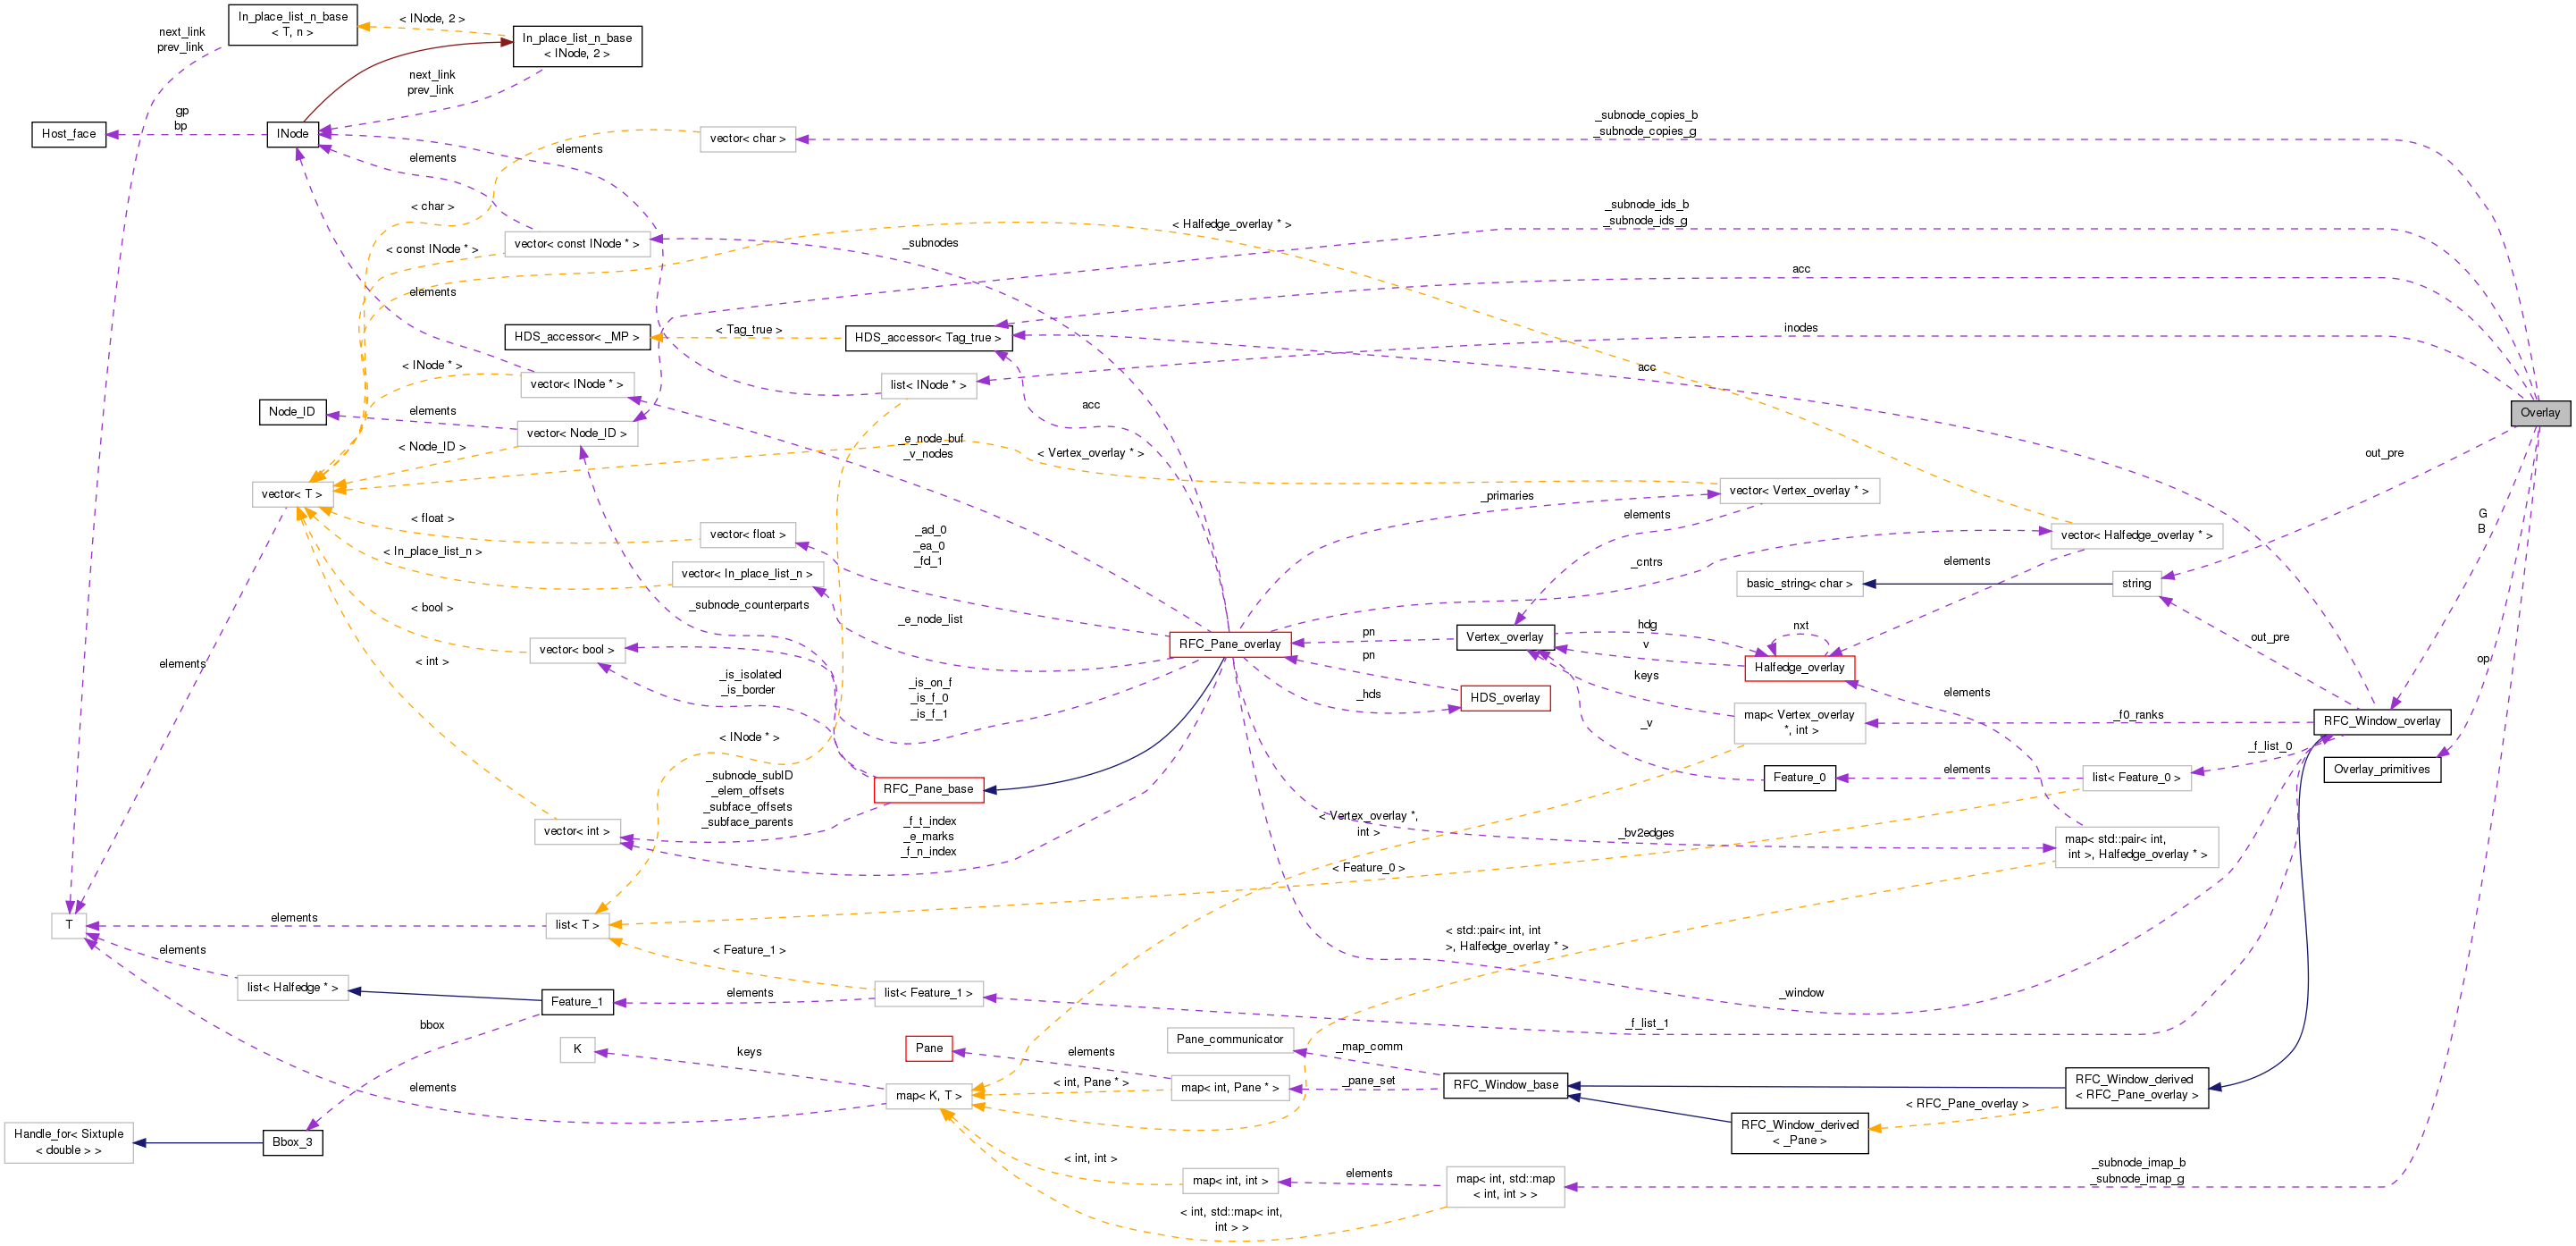 In_place_list_n_base
< T, n >
< INode, 2 >
In_place_list_n_base
< INode, 2 >
next_link
prev_link
next_link
prev_link
gp
bp
Host_face
INode
elements
elements
vector< char >
_subnode_copies_b
_subnode_copies_g
< char >
_subnode_ids_b
_subnode_ids_g
< Halfedge_overlay * >
_subnodes
vector< const INode * >
< const INode * >
acc
elements
HDS_accessor< _MP >
< Tag_true >
HDS_accessor< Tag_true >
inodes
< INode * >
vector< INode * >
list< INode * >
acc
acc
Node_ID
elements
vector< Node_ID >
Overlay
< Node_ID >
_e_node_buf
_v_nodes
< Vertex_overlay * >
out_pre
vector< T >
_primaries
vector< Vertex_overlay * >
elements
G
B
< float >
vector< float >
_ad_0
_ea_0
_fd_1
vector< Halfedge_overlay * >
< In_place_list_n >
vector< In_place_list_n >
_cntrs
elements
basic_string< char >
string
< bool >
_subnode_counterparts
_e_node_list
vector< bool >
RFC_Pane_overlay
pn
pn
Vertex_overlay
hdg
v
nxt
Halfedge_overlay
out_pre
elements
< int >
op
_is_isolated
_is_border
_is_on_f
_is_f_0
_is_f_1
_hds
HDS_overlay
keys
elements
map< Vertex_overlay
*, int >
_f0_ranks
RFC_Window_overlay
< INode * >
_v
_f_list_0
Overlay_primitives
Feature_0
elements
list< Feature_0 >
_subnode_subID
_elem_offsets
_subface_offsets
_subface_parents
RFC_Pane_base
vector< int >
_f_t_index
_e_marks
_f_n_index
< Vertex_overlay *,
int >
_bv2edges
map< std::pair< int,
int >, Halfedge_overlay * >
< Feature_0 >
T
elements
list< T >
elements
< Feature_1 >
< std::pair< int, int
>, Halfedge_overlay * >
list< Halfedge * >
Feature_1
elements
list< Feature_1 >
_window
_f_list_1
bbox
K
keys
Pane
elements
Pane_communicator
_map_comm
elements
map< K, T >
< int, Pane * >
map< int, Pane * >
_pane_set
RFC_Window_base
RFC_Window_derived
< RFC_Pane_overlay >
< RFC_Pane_overlay >
RFC_Window_derived
< _Pane >
Handle_for< Sixtuple
< double > >
Bbox_3
< int, int >
map< int, int >
elements
map< int, std::map
< int, int > >
_subnode_imap_b
_subnode_imap_g
< int, std::map< int,
int > >